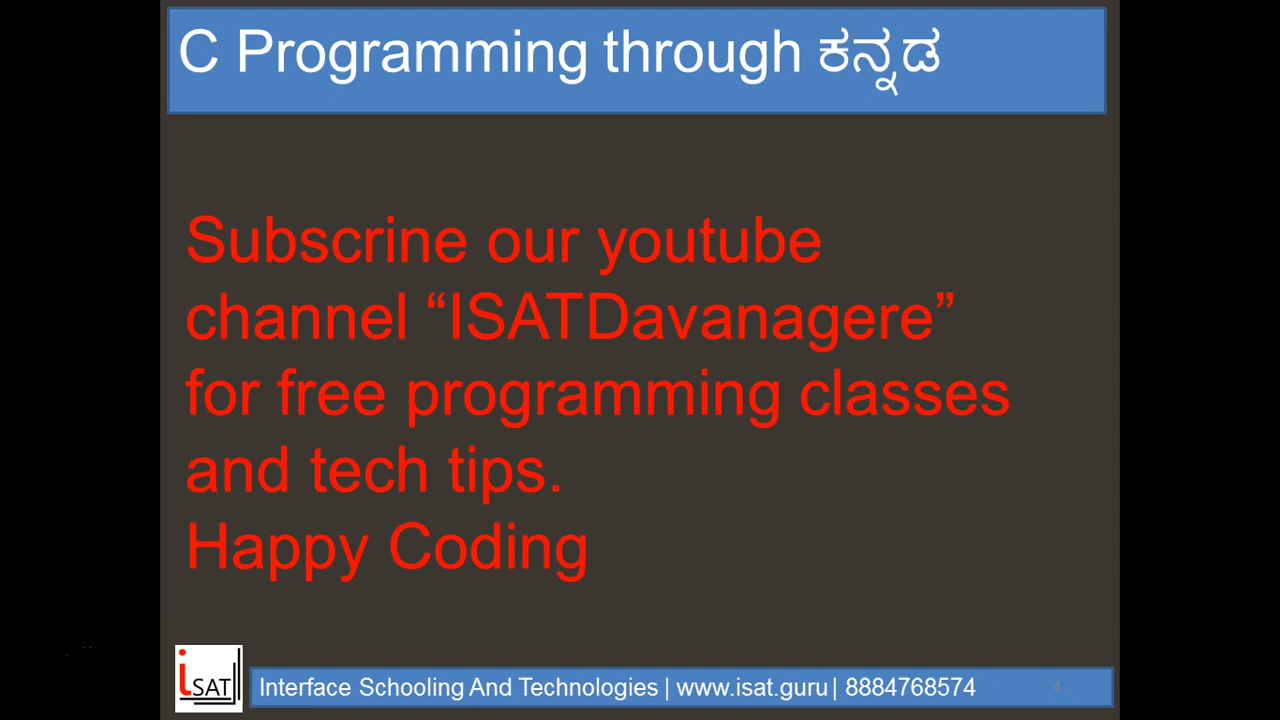 C Programming through ಕನ್ನಡ
Subscrine our youtube
channel “ISATDavanagere”
for free programming classes
and tech tips.
Happy Coding
iSAT
Interface Schooling And Technologies | www.isat.guru | 8884768574
4